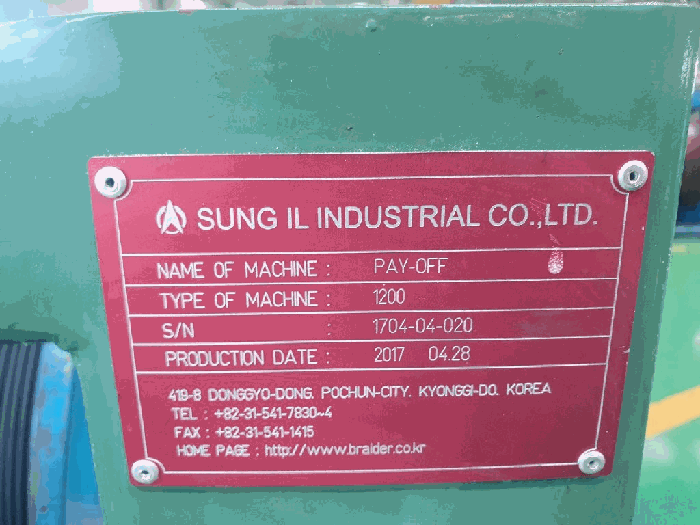 SUNG IL INDUSTRIAL CO.,LTD.
NAME OF MACHINE : PAY-OFF
TYPE OF MACHINE : 1200
S/N : 1704-04-020
PRODUCTION DATE : 2017 04.28
419-8 DONGGYO-DONG. POCHUN-CITY. KYONGGI-DO. KOREA
TEL : +82-31-541-7830~4
FAX : +82-31-541-1415
HOME PAGE : http://www.braider.co.kr